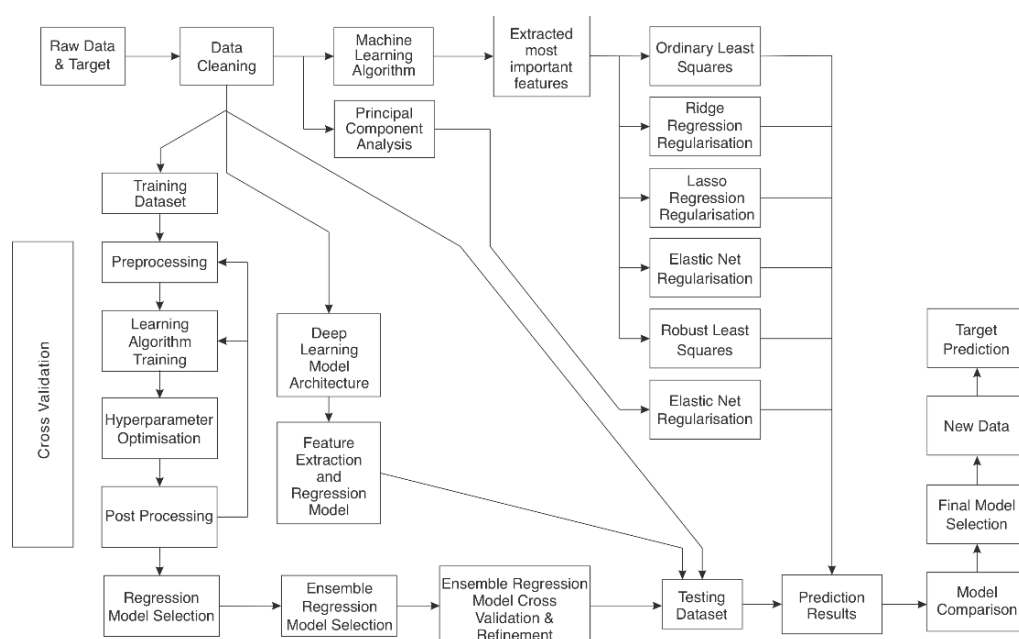 Raw Data
& Target
Data
Cleaning
Machine
Learning
Algorithm
Extracted
most
important
features
Ordinary Least
Squares
Principal
Component
Analysis
Ridge
Regression
Regularisation
Lasso
Regression
Regularisation
Elastic Net
Regularisation
Robust Least
Squares
Elastic Net
Regularisation
Training
Dataset
Preprocessing
Learning
Algorithm
Training
Hyperparameter
Optimisation
Post Processing
Cross Validation
Deep
Learning
Model
Architecture
Feature
Extraction
and
Regression
Model
Regression
Model Selection
Ensemble
Regression
Model Selection
Ensemble Regression
Model Cross
Validation &
Refinement
Testing
Dataset
Prediction
Results
Model
Comparison
Final Model
Selection
New Data
Target
Prediction